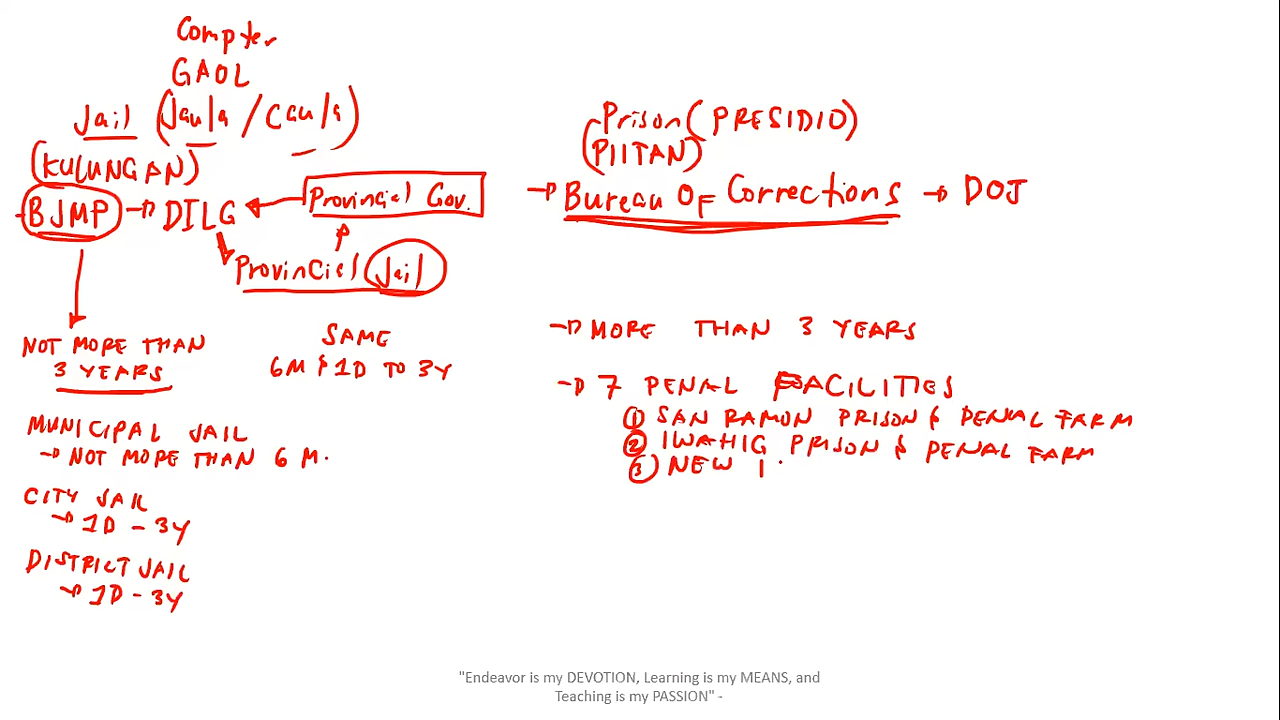 Compter
GAOL
Jail (Jaula / Caula)
(KULUNGAN)
BJMP → DILG ← Provincial Gov.
Provincial Jail
NOT MORE THAN
3 YEARS
SAME
6M & 1D TO 3Y
MUNICIPAL JAIL
→ NOT MORE THAN 6 M.
CITY JAIL
→ 1D - 3Y
DISTRICT JAIL
→ 1D - 3Y
Prison (PRESIDIO)
(PIITAN)
→ Bureau OF Corrections → DOJ
→ MORE THAN 3 YEARS
→ 7 PENAL FACILITIES
① SAN RAMON PRISON & PENAL FARM
② IWAHIG PRISON & PENAL FARM
③ NEW
"Endeavor is my DEVOTION, Learning is my MEANS, and
Teaching is my PASSION" -